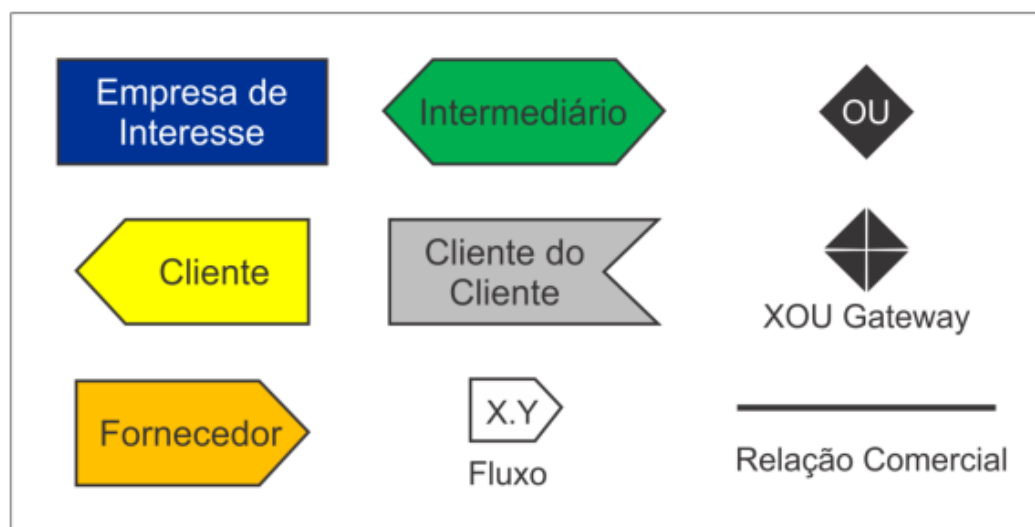 Empresa de
Interesse
Intermediário
OU
Cliente
Cliente do
Cliente
XOU Gateway
Fornecedor
X.Y
Fluxo
Relação Comercial